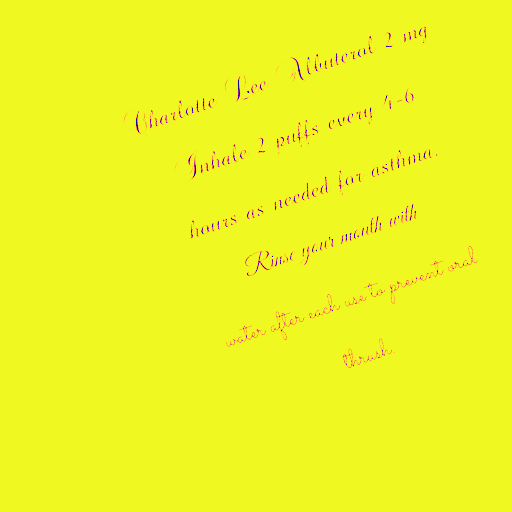 Charlotte Lee Albuterol 2 mg
Inhale 2 puffs every 4-6
hours as needed for asthma.
Rinse your mouth with
water after each use to prevent oral
thrush.